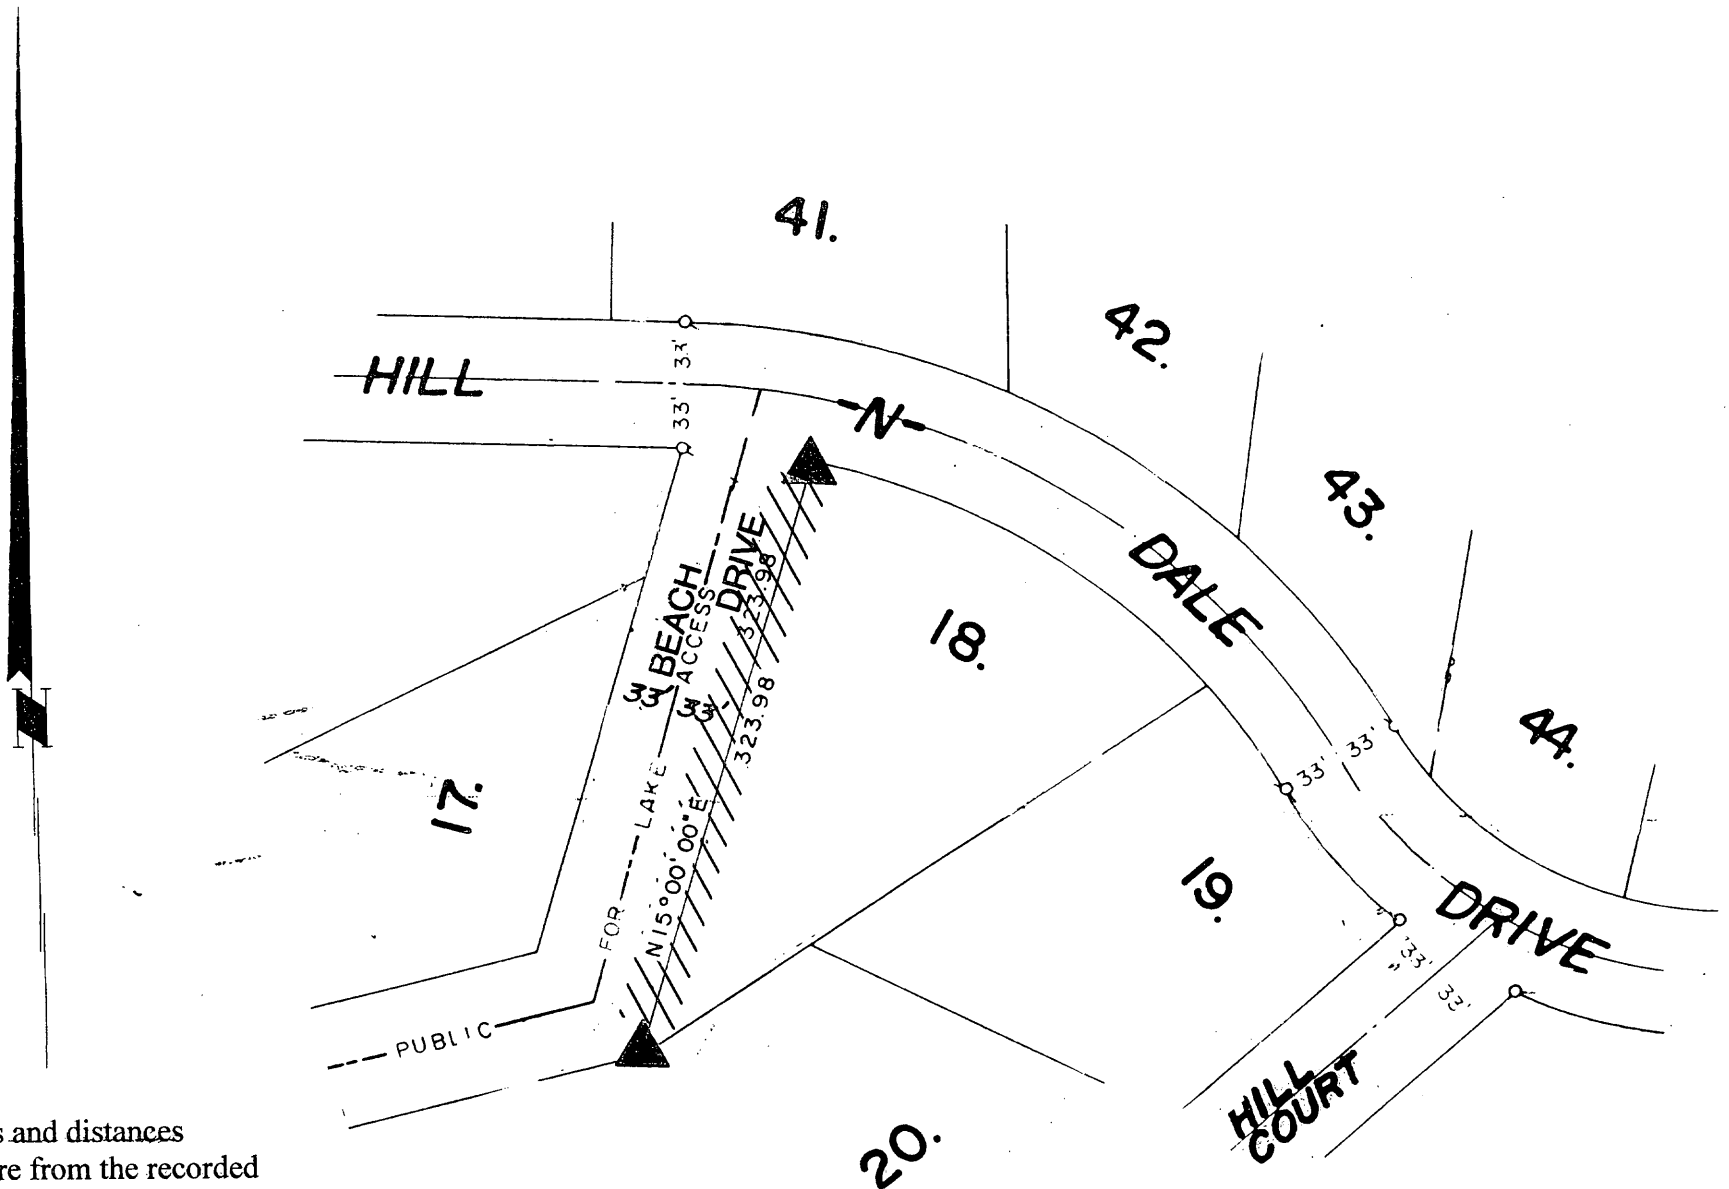 41.
42.
33'
HILL
33'
-N-
43.
DALE
DRIVE
BEACH
ACCESS
323.98
18.
33
33'
323.98
44.
33'
33'
N
17.
LAKE
N15°00'00"E
19.
DRIVE
FOR
33'
33'
PUBLIC
HILL
COURT
s and distances
20.
re from the recorded